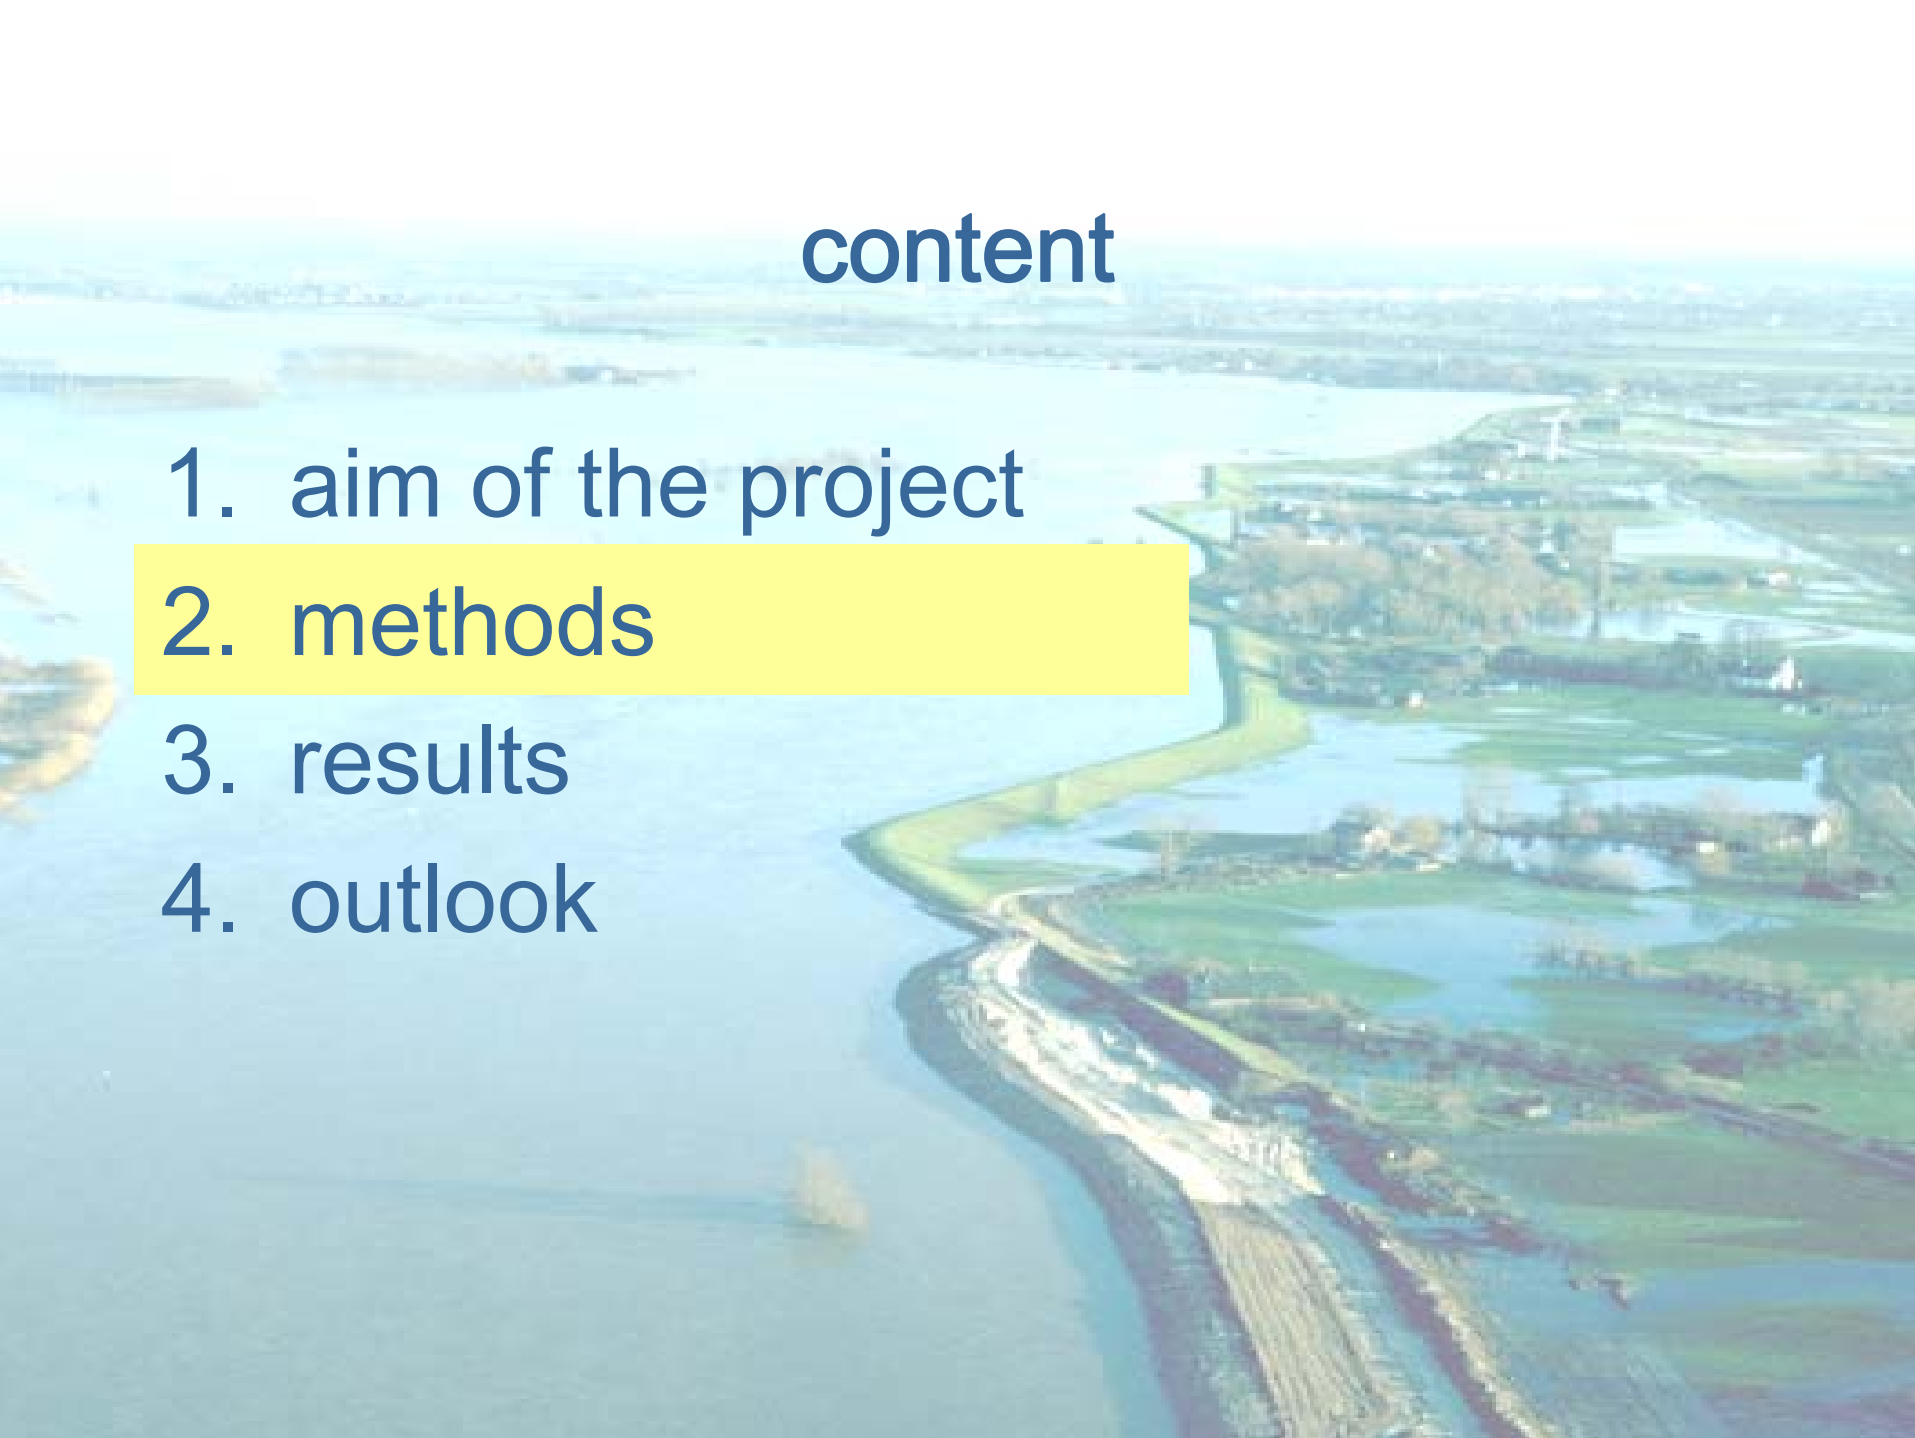 content
1. aim of the project
2. methods
3. results
4. outlook